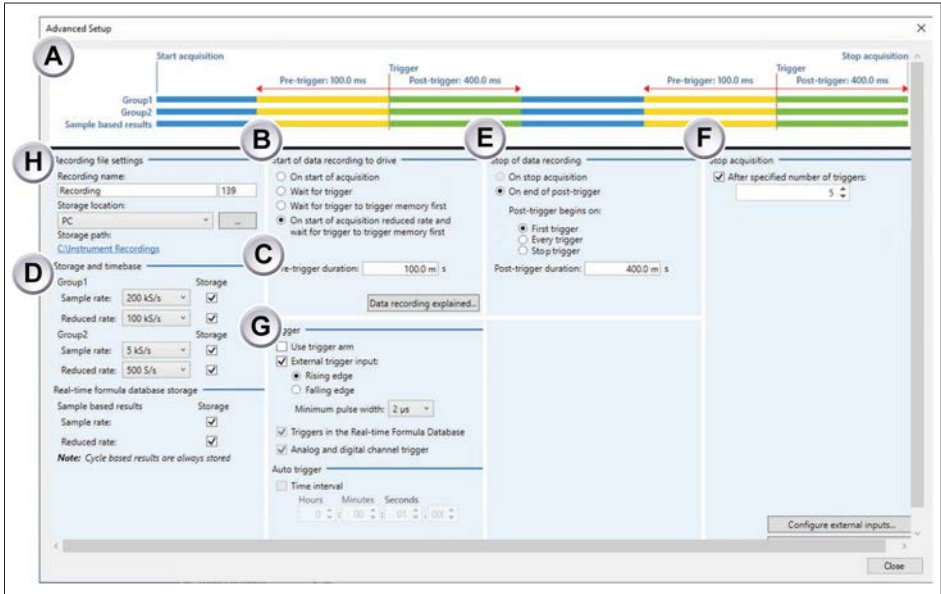 Advanced Setup
A
Start acquisition
Stop acquisition
Trigger
Trigger
Pre-trigger: 100.0 ms
Post-trigger: 400.0 ms
Pre-trigger: 100.0 ms
Post-trigger: 400.0 ms
Group1
Group2
Sample based results
H
Recording file settings
Recording name:
Recording
139
Storage location:
PC
...
Storage path:
C:\Instrument Recordings
D
Storage and timebase
Group1
Storage
Sample rate:
200 kS/s
Reduced rate:
100 kS/s
Group2
Storage
Sample rate:
5 kS/s
Reduced rate:
500 S/s
Real-time formula database storage
Sample based results
Storage
Sample rate:
Reduced rate:
Note: Cycle based results are always stored
B
Start of data recording to drive
On start of acquisition
Wait for trigger
Wait for trigger to trigger memory first
On start of acquisition reduced rate and
wait for trigger to trigger memory first
C
Pre-trigger duration:
100.0 m
s
Data recording explained...
G
Trigger
Use trigger arm
External trigger input:
Rising edge
Falling edge
Minimum pulse width:
2 µs
Triggers in the Real-time Formula Database
Analog and digital channel trigger
Auto trigger
Time interval
Hours
Minutes
Seconds
0
:
00
:
01
.
E
Stop of data recording
On stop acquisition
On end of post-trigger
Post-trigger begins on:
First trigger
Every trigger
Stop trigger
Post-trigger duration:
400.0 m
s
F
Stop acquisition
After specified number of triggers:
5
Configure external inputs...
Close